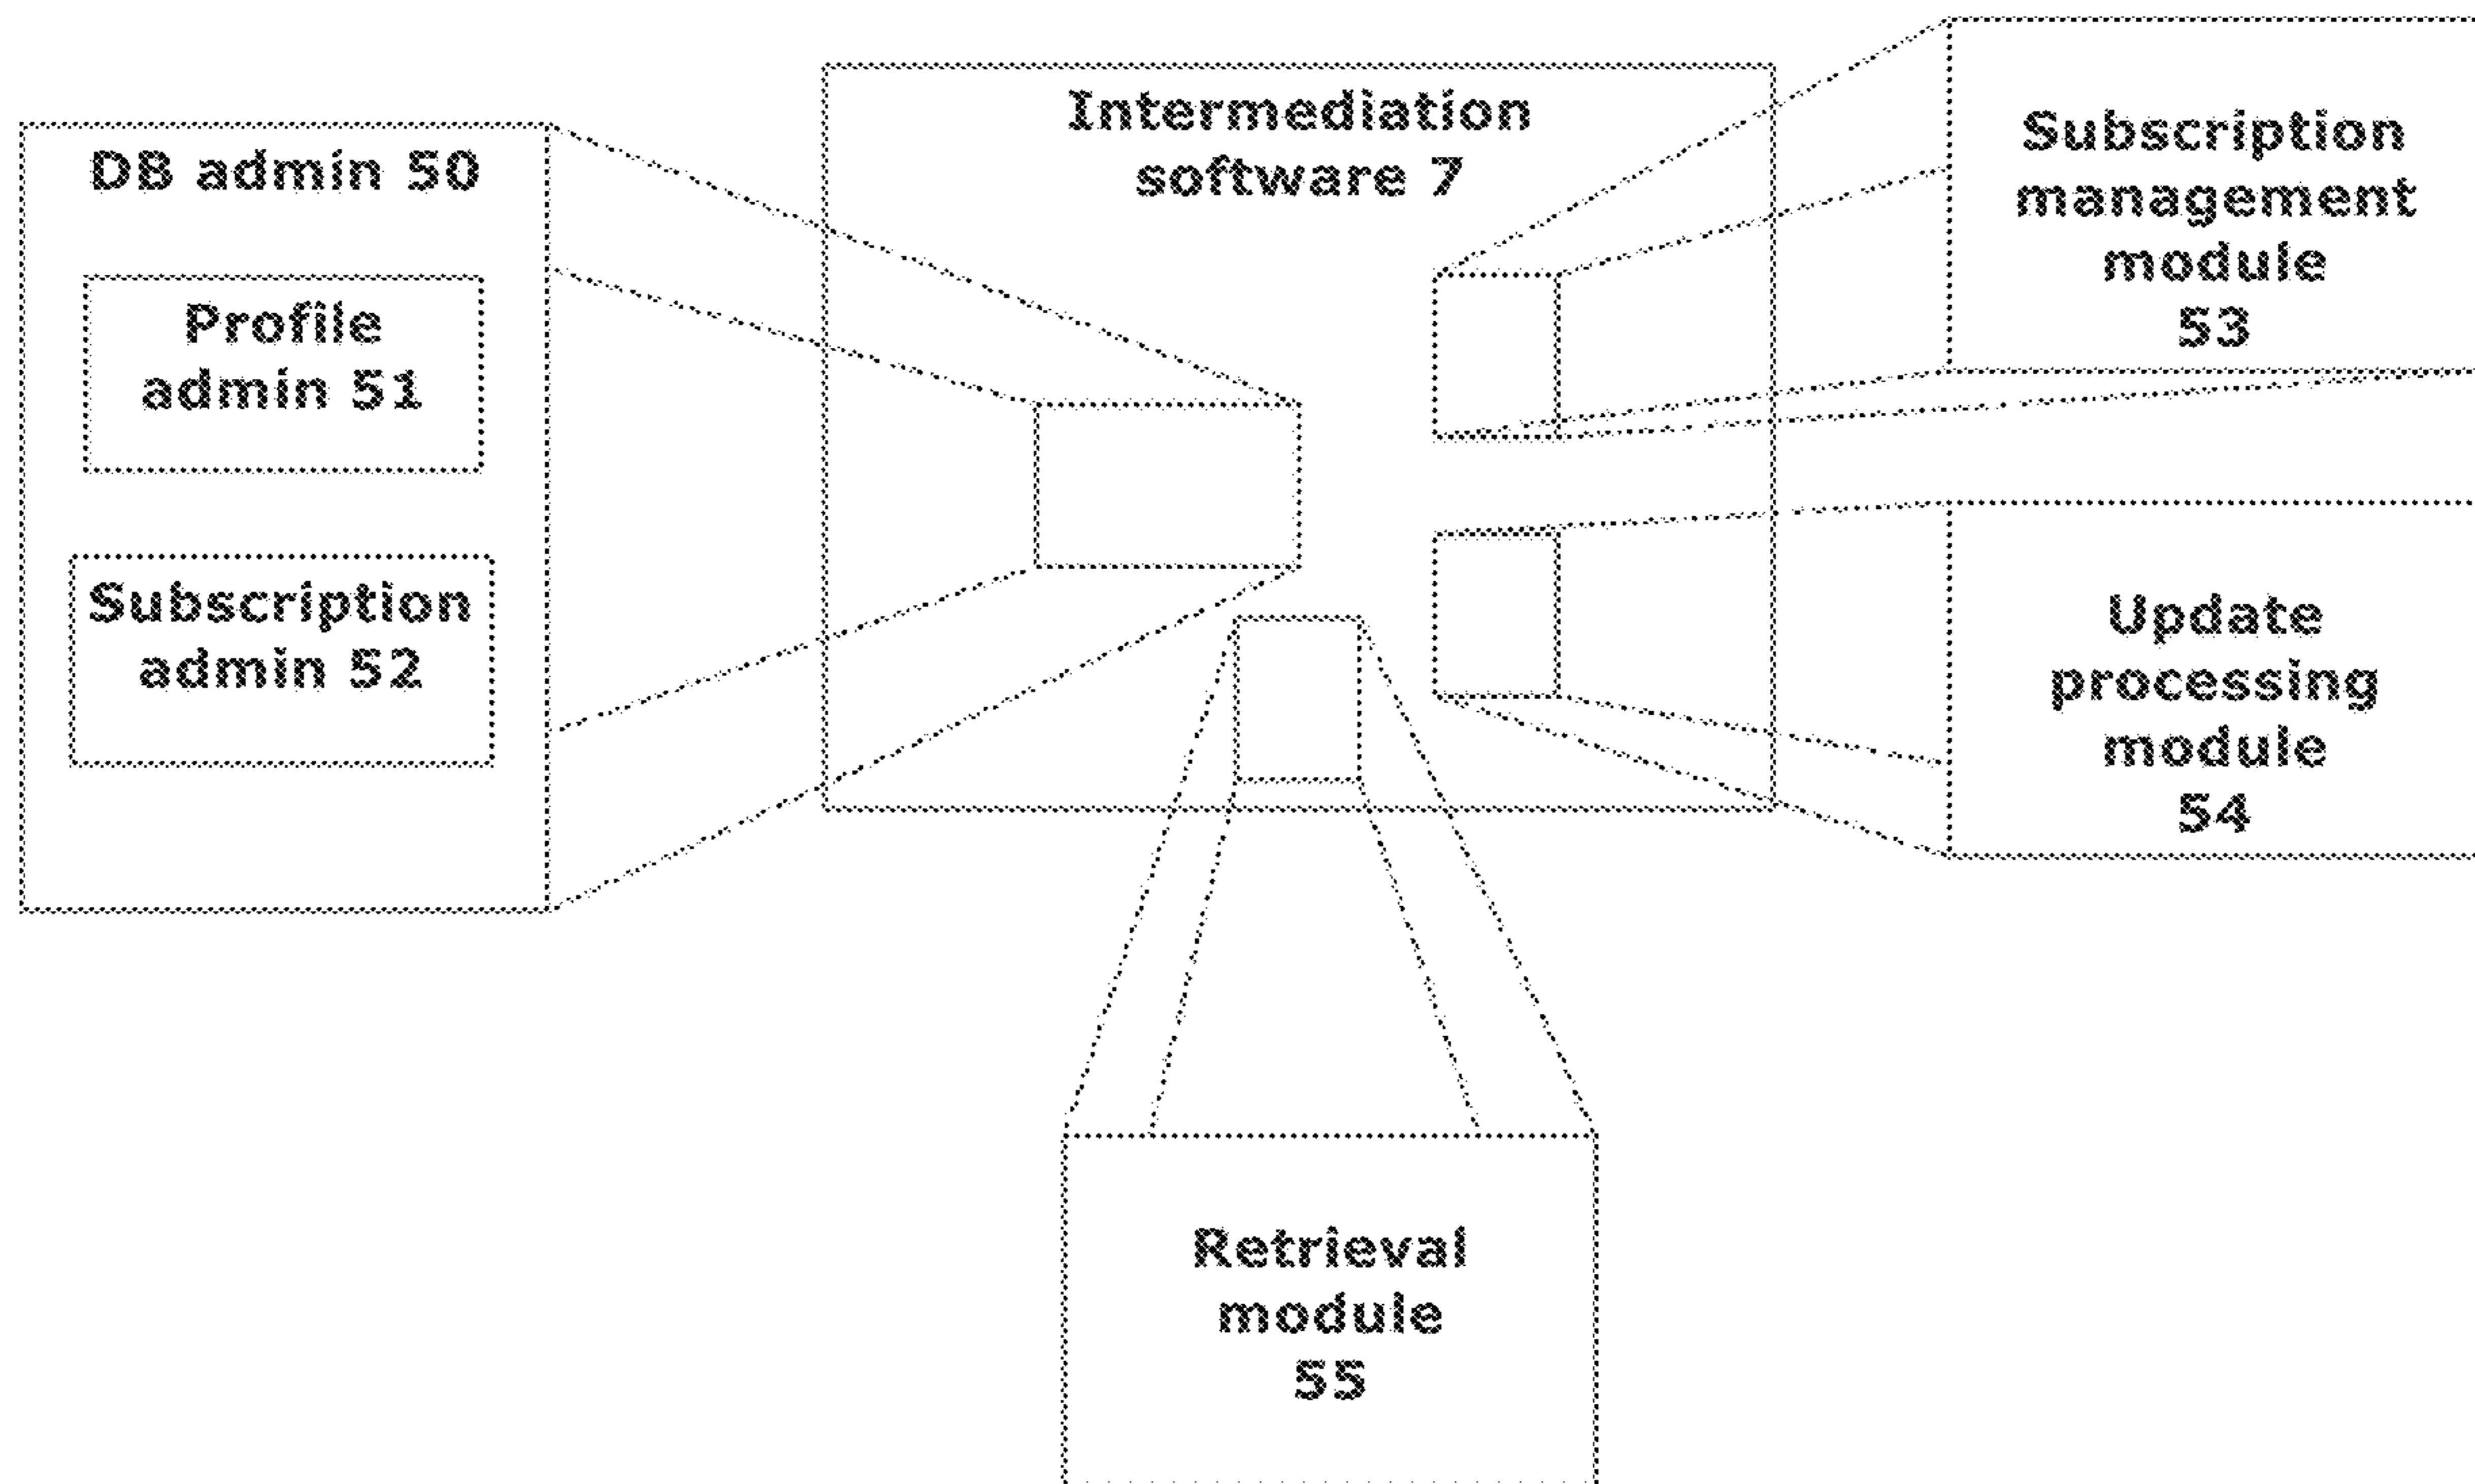 DB admin 50
Profile
admin 51
Subscription
admin 52
Intermediation
software 7
Subscription
management
module
53
Update
processing
module
54
Retrieval
module
55